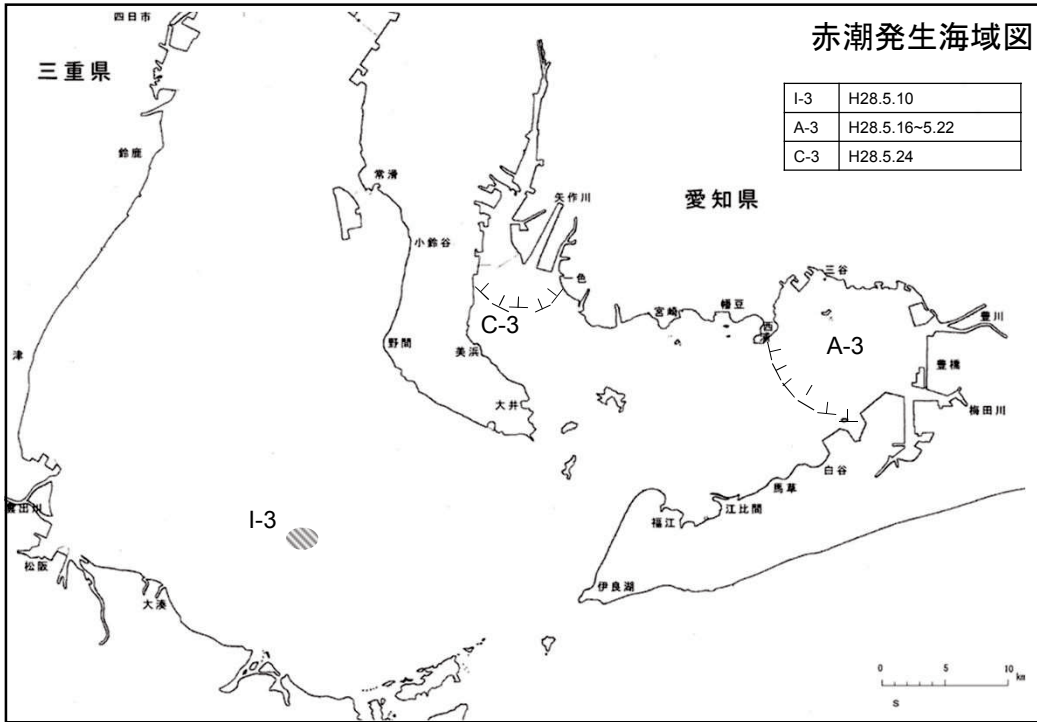 赤潮発生海域図
I-3 H28.5.10
A-3 H28.5.16~5.22
C-3 H28.5.24
四日市
三重県
鈴鹿
常滑
矢作川
愛知県
小鈴谷
一色
三谷
宮崎
幡豆
西浦
豊川
C-3
A-3
津
野間
美浜
豊橋
大井
梅田川
白谷
馬草
江比間
福江
雲出川
I-3
松阪
大湊
伊良湖
0 5 10
km
S